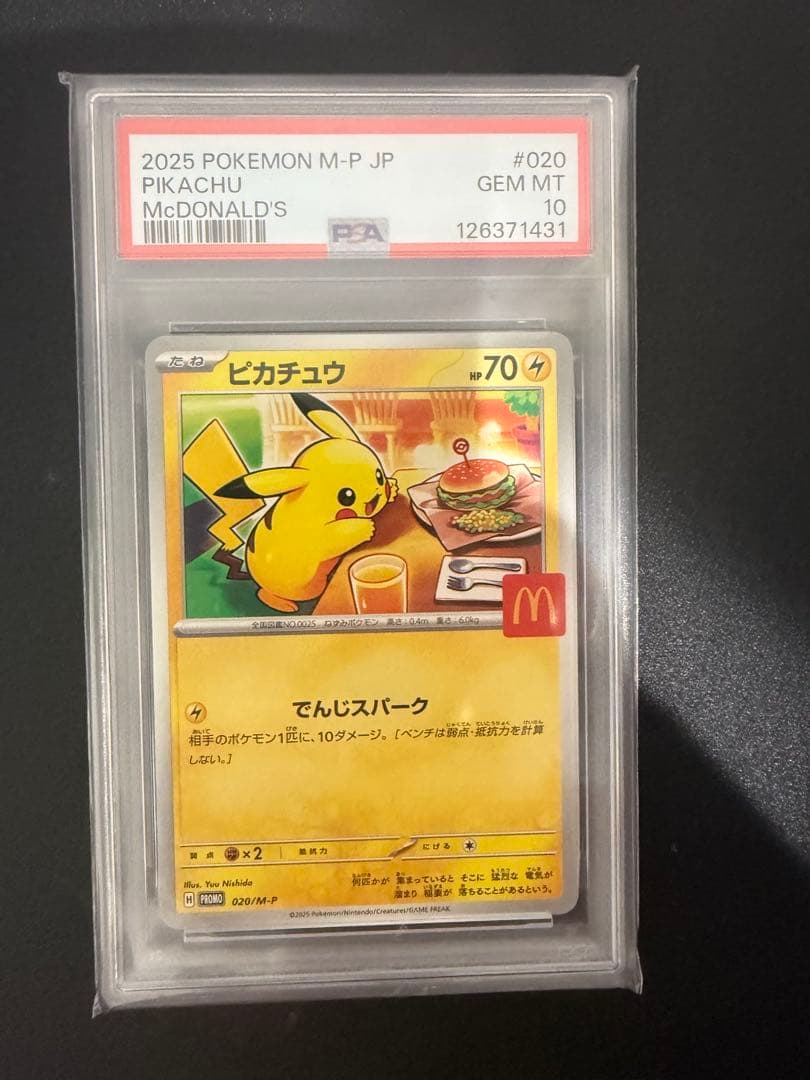 2025 POKEMON M-P JP #020
PIKACHU GEM MT
McDONALD'S 10
PSA 126371431
たね ピカチュウ HP70
全国図鑑NO.0025 ねずみポケモン 高さ:0.4m 重さ:6.0kg
でんじスパーク
相手のポケモン1匹に、10ダメージ。[ベンチは弱点・抵抗力を計算
しない。]
弱点 ×2 抵抗力 にげる
Illus. Yuu Nishida
何匹かが 集まっていると そこに 猛烈な 電気が
溜まり 稲妻が 落ちることがあるという。
H PROMO 020/M-P
©2025 Pokémon/Nintendo/Creatures/GAME FREAK